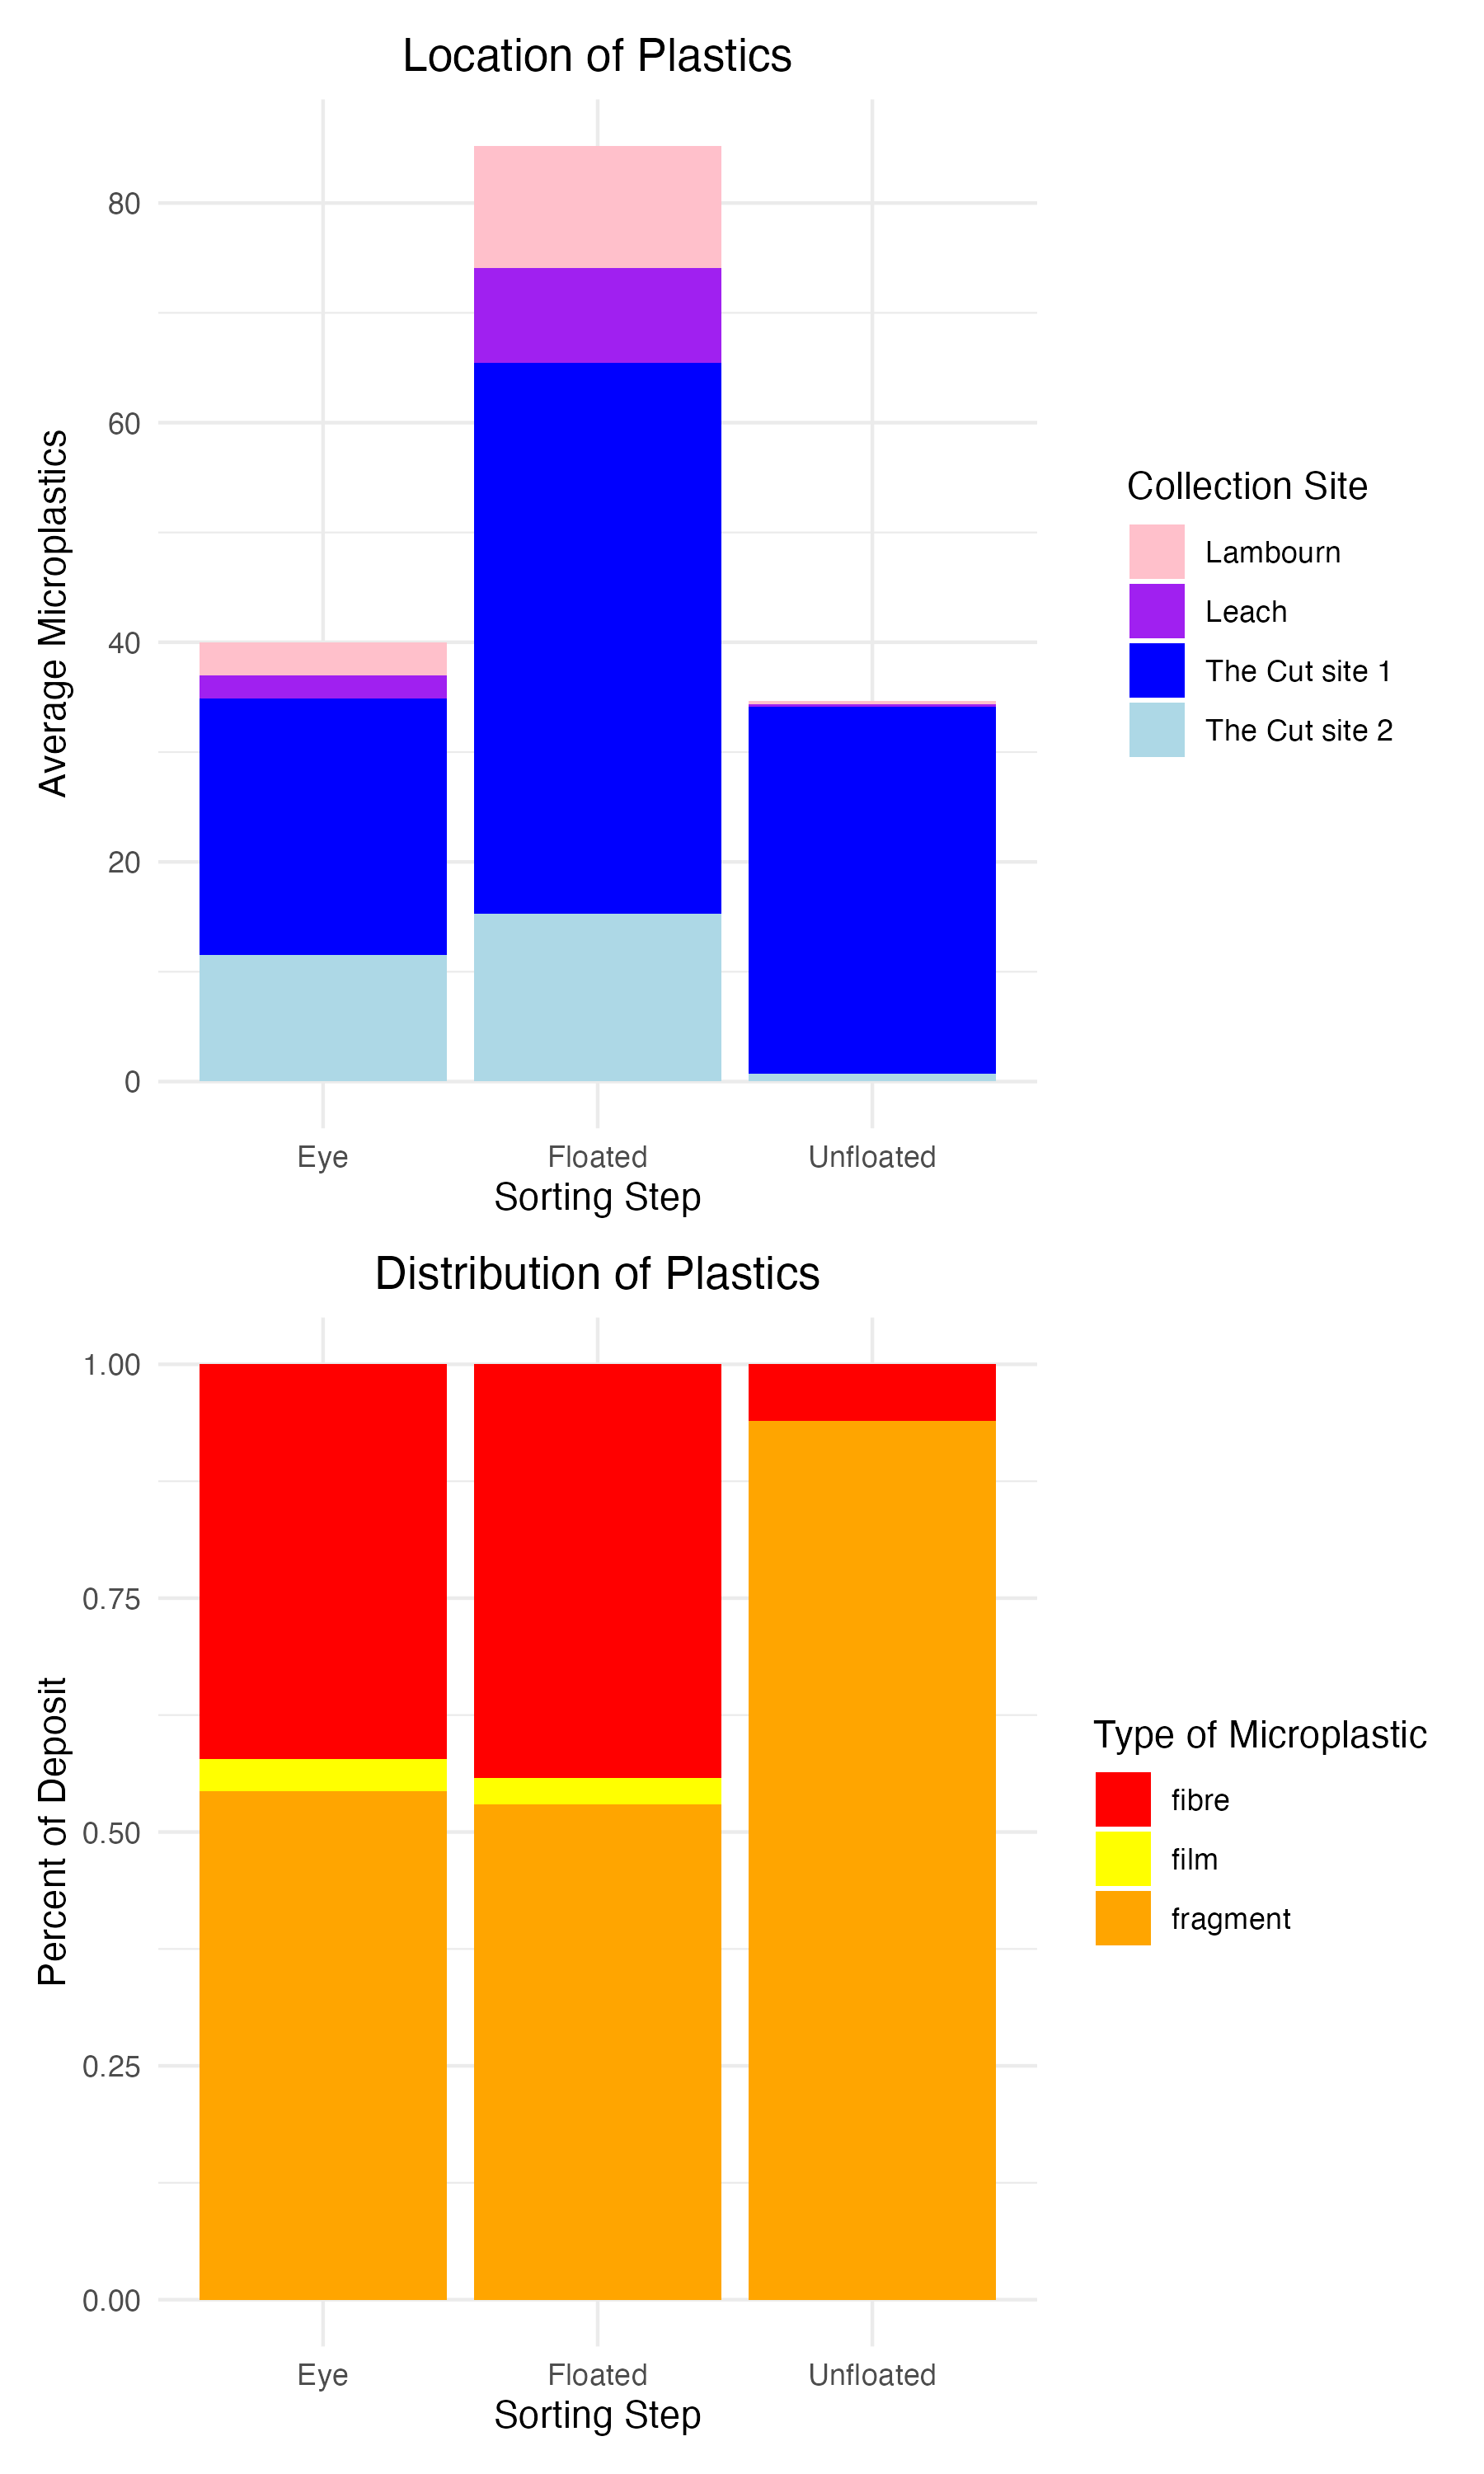 Location of Plastics
Average Microplastics
80
60
40
20
0
Eye Floated Unfloated
Sorting Step
Collection Site
Lambourn
Leach
The Cut site 1
The Cut site 2
Distribution of Plastics
Percent of Deposit
1.00
0.75
0.50
0.25
0.00
Eye Floated Unfloated
Sorting Step
Type of Microplastic
fibre
film
fragment